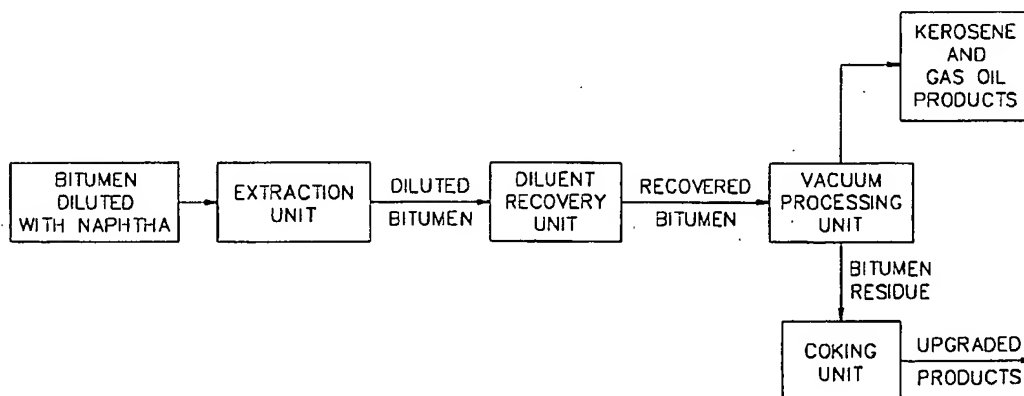 KEROSENE
AND
GAS OIL
PRODUCTS
BITUMEN
DILUTED
WITH NAPHTHA
EXTRACTION
UNIT
DILUTED
BITUMEN
DILUENT
RECOVERY
UNIT
RECOVERED
BITUMEN
VACUUM
PROCESSING
UNIT
BITUMEN
RESIDUE
COKING
UNIT
UPGRADED
PRODUCTS